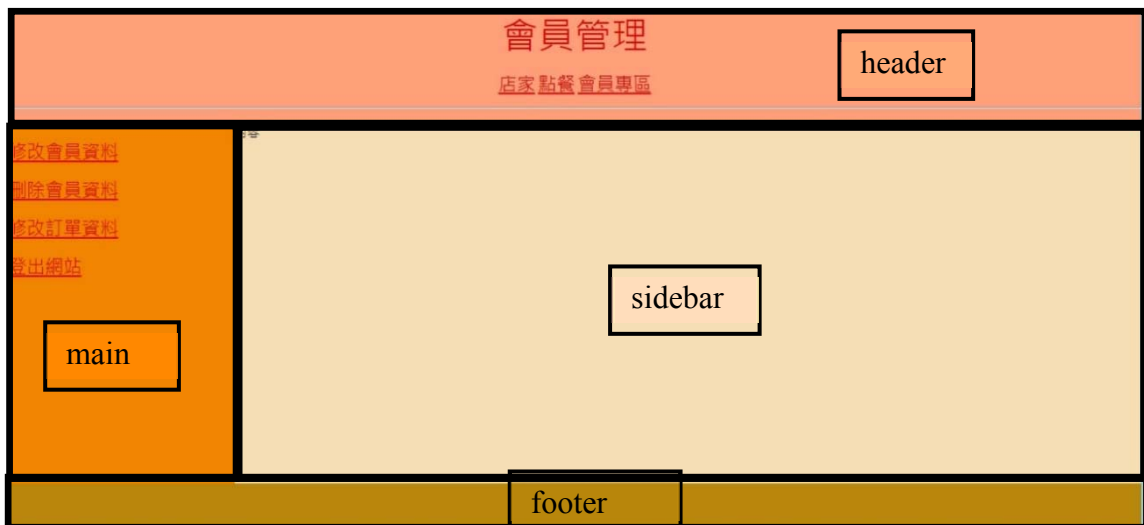 會員管理
店家 點餐 會員專區
header
修改會員資料
刪除會員資料
修改訂單資料
登出網站
main
sidebar
footer